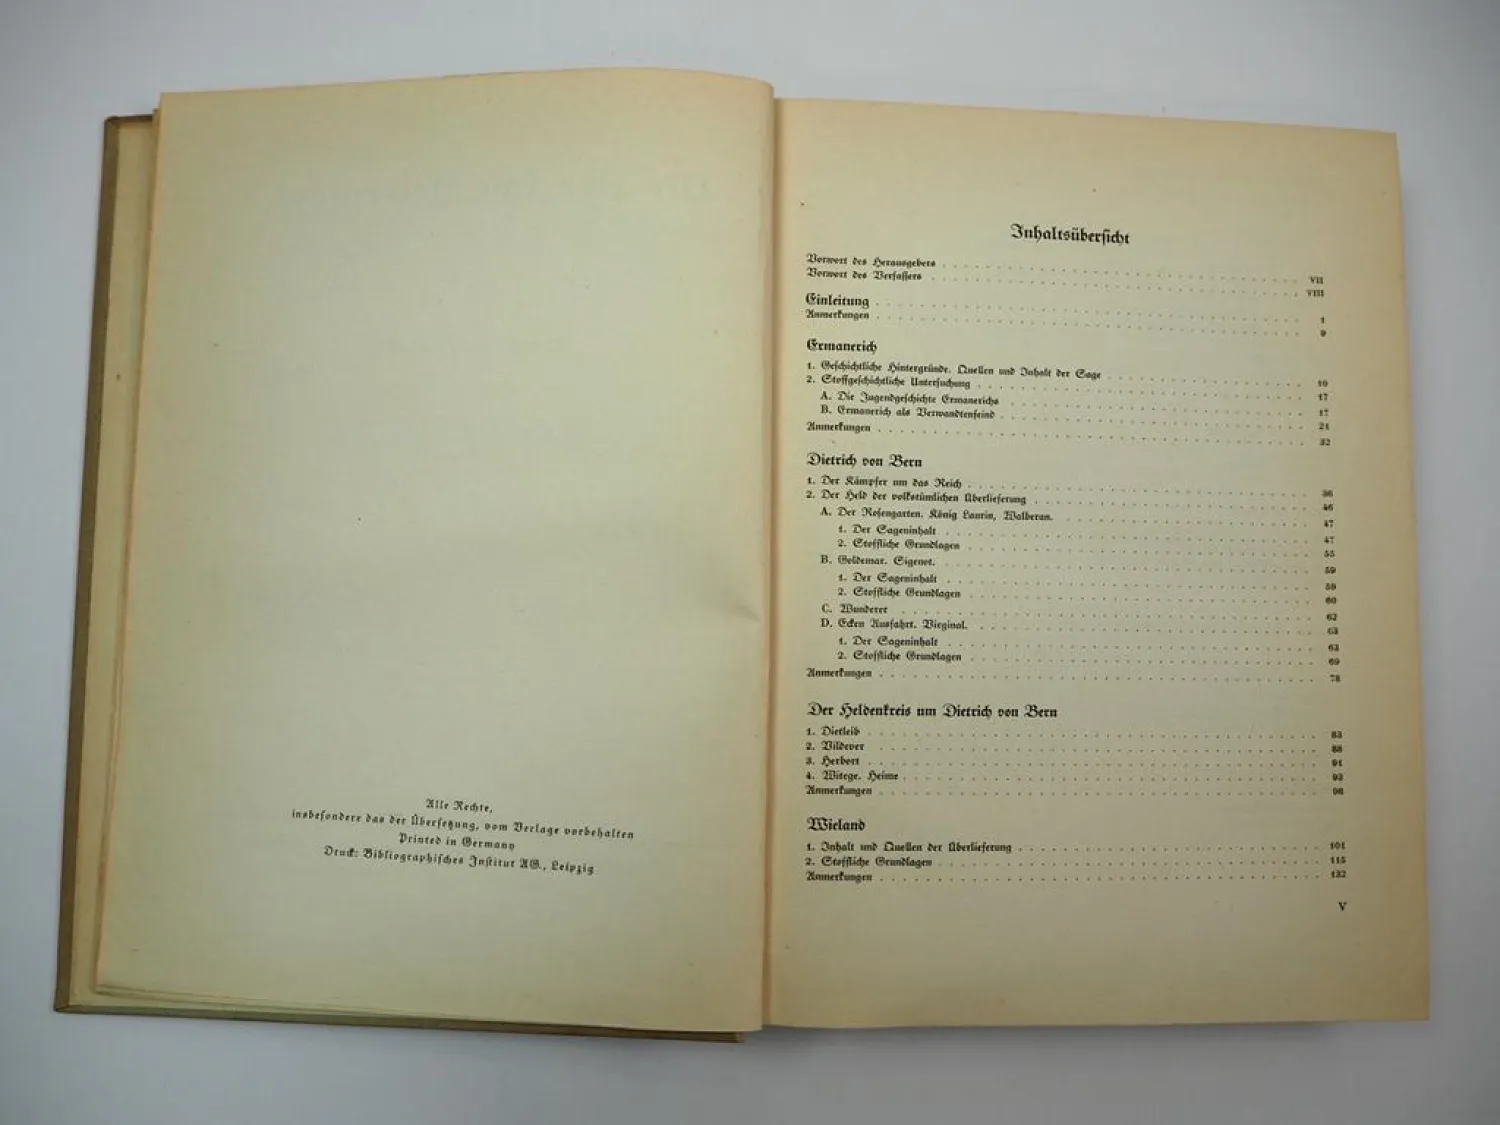 Alle Rechte,
insbesondere das der Übersetzung, vom Verlage vorbehalten
Printed in Germany
Druck: Bibliographisches Institut AG., Leipzig
Inhaltsübersicht
Vorwort des Herausgebers VII
Vorwort des Verfassers VIII
Einleitung 1
Anmerkungen 9
Ermanerich
1. Geschichtliche Hintergründe. Quellen und Inhalt der Sage 10
2. Stoffgeschichtliche Untersuchung 17
A. Die Jugendgeschichte Ermanerichs 17
B. Ermanerich als Verwandtenfeind 21
Anmerkungen 32
Dietrich von Bern
1. Der Kämpfer um das Reich 36
2. Der Held der volkstümlichen Überlieferung 46
A. Der Rosengarten. König Laurin, Walberan. 47
1. Der Sageninhalt 47
2. Stoffliche Grundlagen 55
B. Goldemar. Sigenot. 59
1. Der Sageninhalt 59
2. Stoffliche Grundlagen 60
C. Wunderer 62
D. Ecken Ausfahrt. Virginal. 63
1. Der Sageninhalt 63
2. Stoffliche Grundlagen 69
Anmerkungen 78
Der Heldenkreis um Dietrich von Bern
1. Dietleib 83
2. Vildever 88
3. Herbort 91
4. Witege. Heime 93
Anmerkungen 98
Wieland
1. Inhalt und Quellen der Überlieferung 101
2. Stoffliche Grundlagen 115
Anmerkungen 132
V